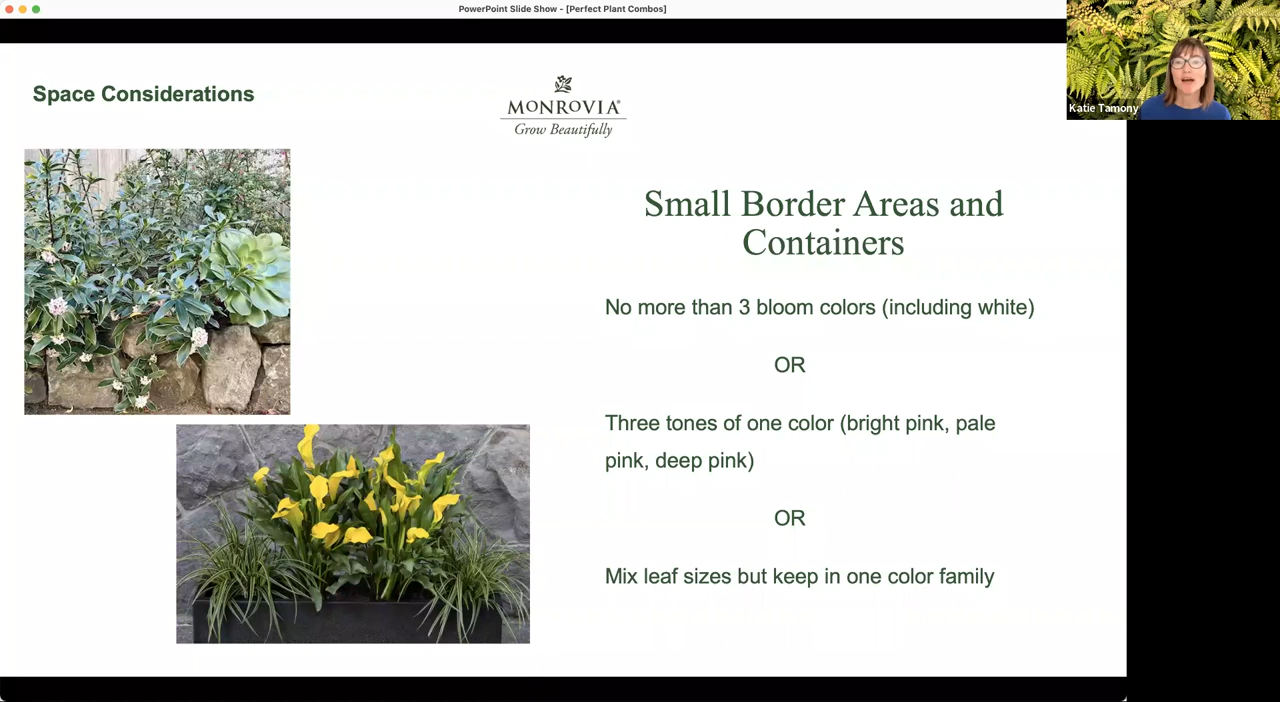 PowerPoint Slide Show - [Perfect Plant Combos]
Katie Tamony
Space Considerations
MONROVIA®
Grow Beautifully
Small Border Areas and
Containers
No more than 3 bloom colors (including white)
OR
Three tones of one color (bright pink, pale
pink, deep pink)
OR
Mix leaf sizes but keep in one color family